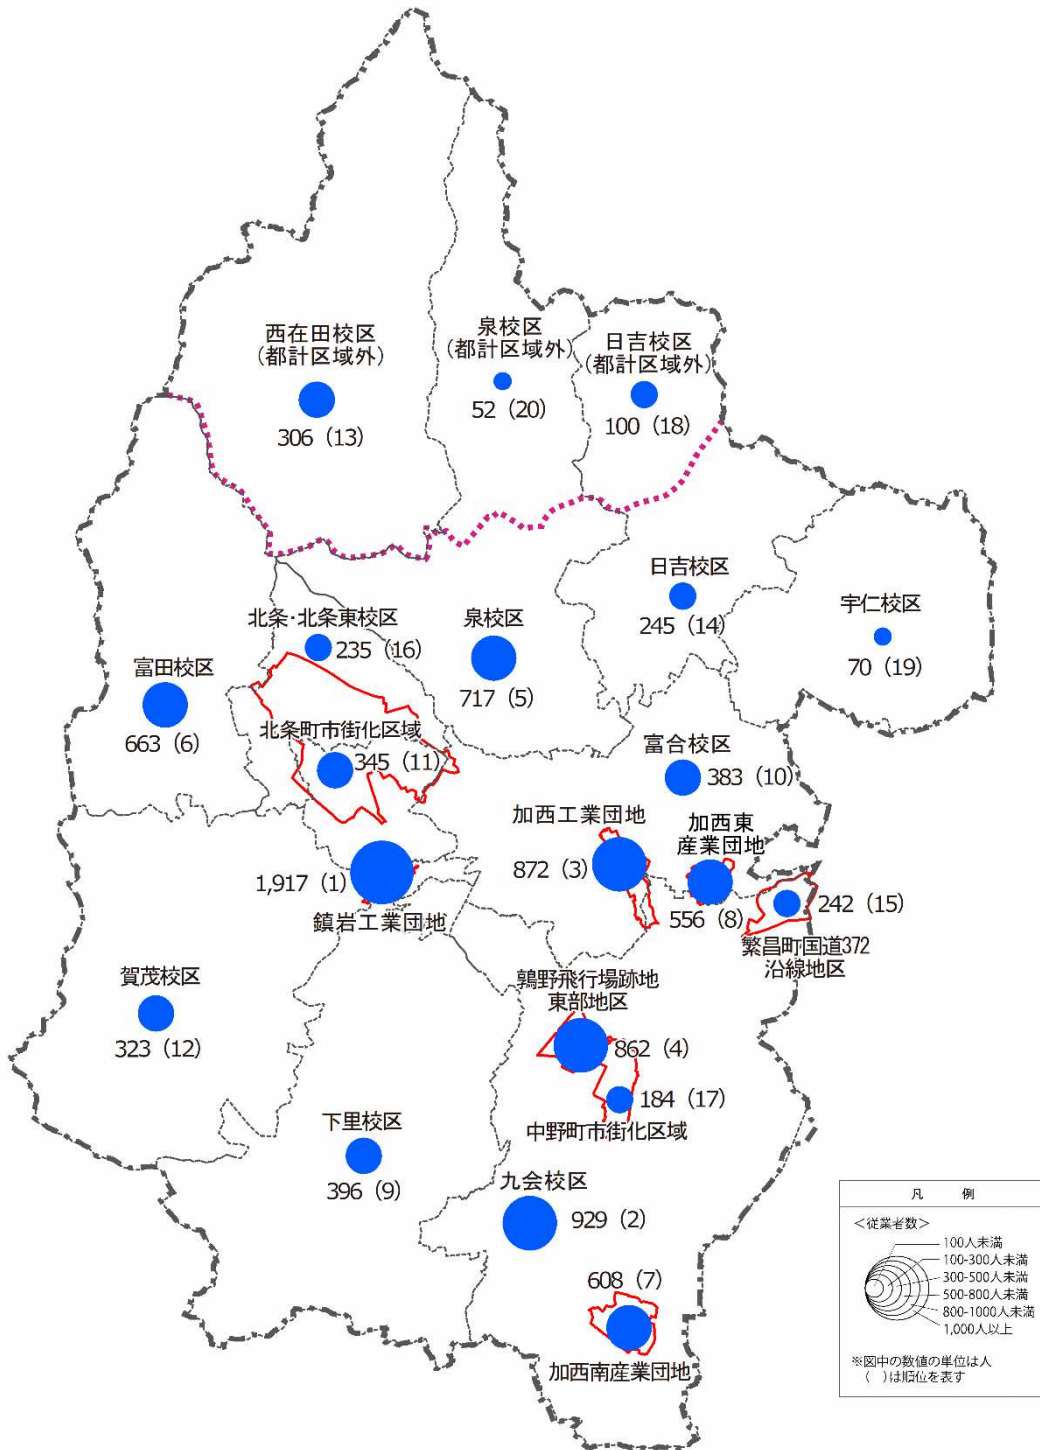 西在田校区
(都計区域外)
306 (13)
泉校区
(都計区域外)
52 (20)
日吉校区
(都計区域外)
100 (18)
日吉校区
245 (14)
宇仁校区
70 (19)
北条・北条東校区
235 (16)
泉校区
717 (5)
富田校区
663 (6)
北条町市街化区域
345 (11)
富合校区
383 (10)
加西工業団地
872 (3)
加西東
産業団地
556 (8)
1,917 (1)
鎮岩工業団地
242 (15)
繁昌町国道372
沿線地区
賀茂校区
323 (12)
鶉野飛行場跡地
東部地区
862 (4)
184 (17)
中野町市街化区域
下里校区
396 (9)
九会校区
929 (2)
608 (7)
加西南産業団地
凡 例
<従業者数>
100人未満
100-300人未満
300-500人未満
500-800人未満
800-1000人未満
1,000人以上
※図中の数値の単位は人
( )は順位を表す